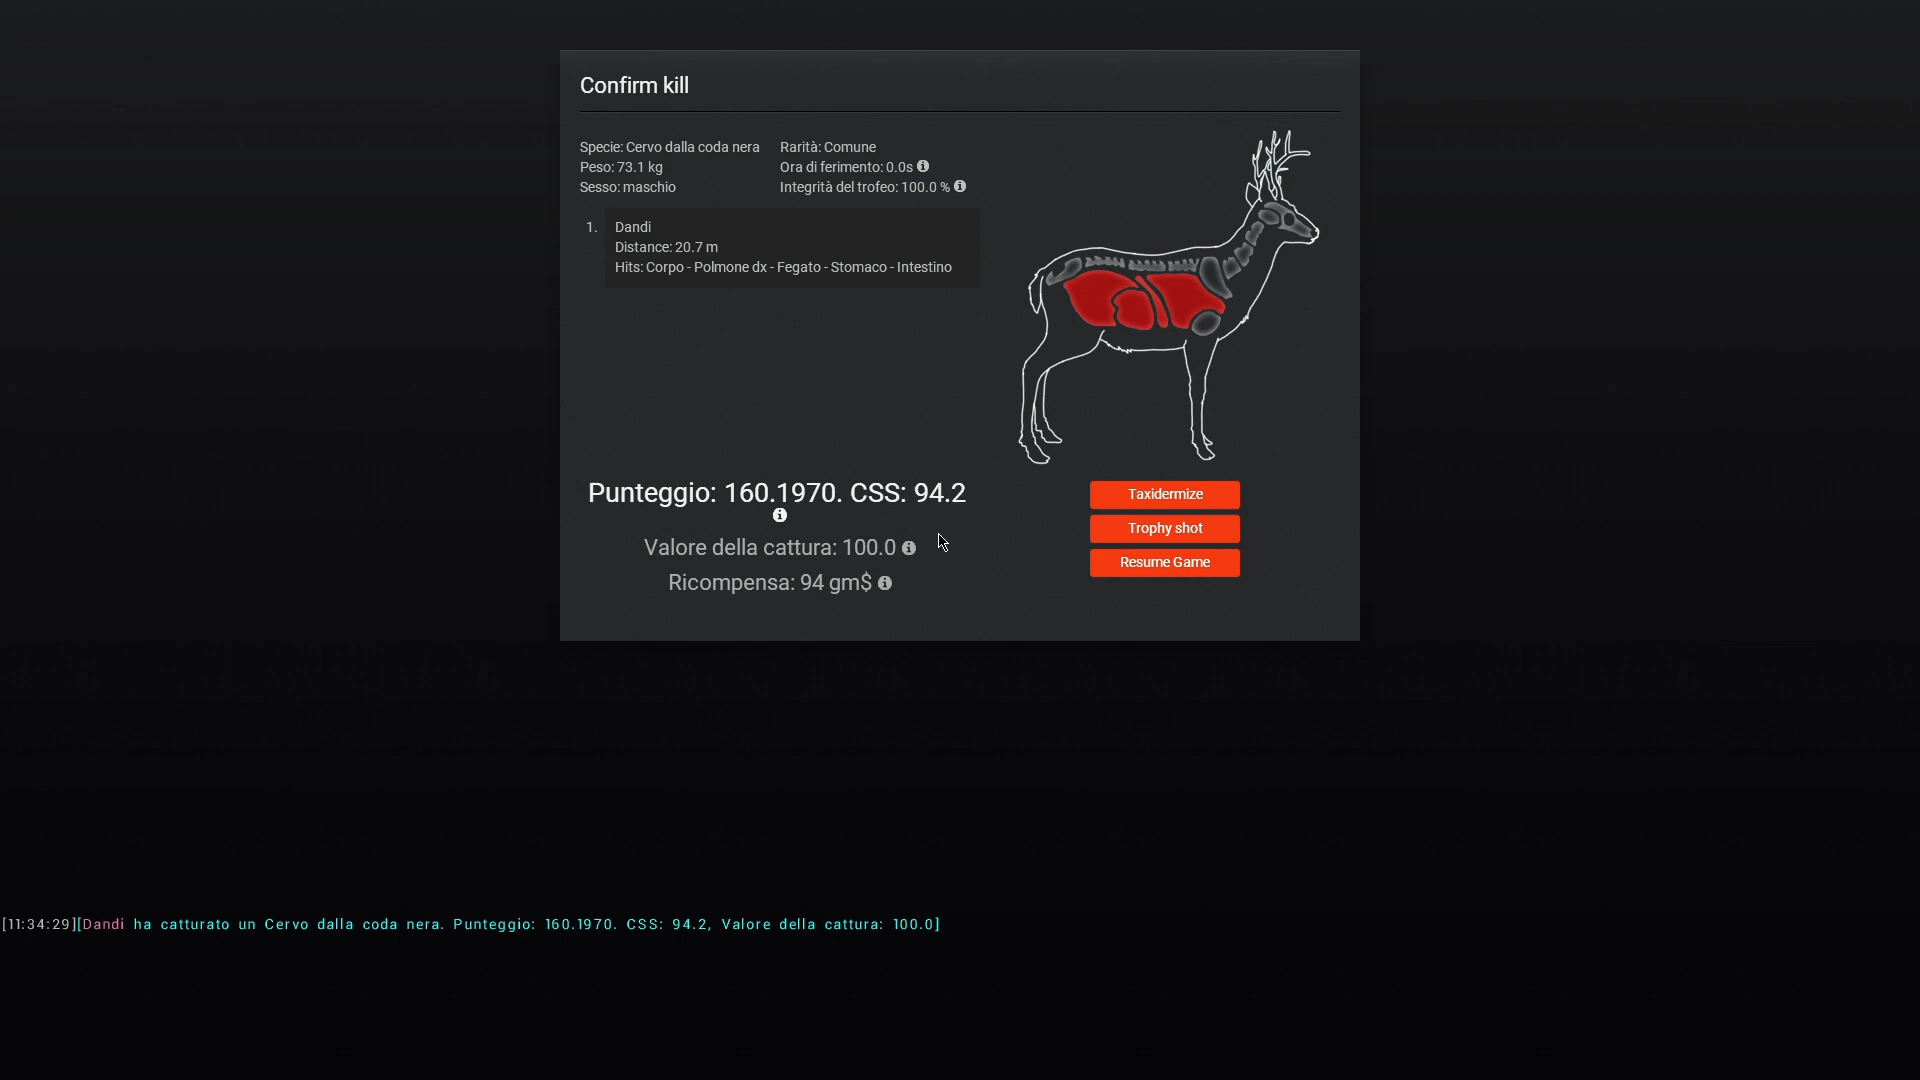 Confirm kill
Specie: Cervo dalla coda nera
Peso: 73.1 kg
Sesso: maschio
Rarità: Comune
Ora di ferimento: 0.0s
Integrità del trofeo: 100.0 %
1.
Dandi
Distance: 20.7 m
Hits: Corpo - Polmone dx - Fegato - Stomaco - Intestino
Punteggio: 160.1970. CSS: 94.2
Valore della cattura: 100.0
Ricompensa: 94 gm$
Taxidermize
Trophy shot
Resume Game
[11:34:29][Dandi ha catturato un Cervo dalla coda nera. Punteggio: 160.1970. CSS: 94.2, Valore della cattura: 100.0]